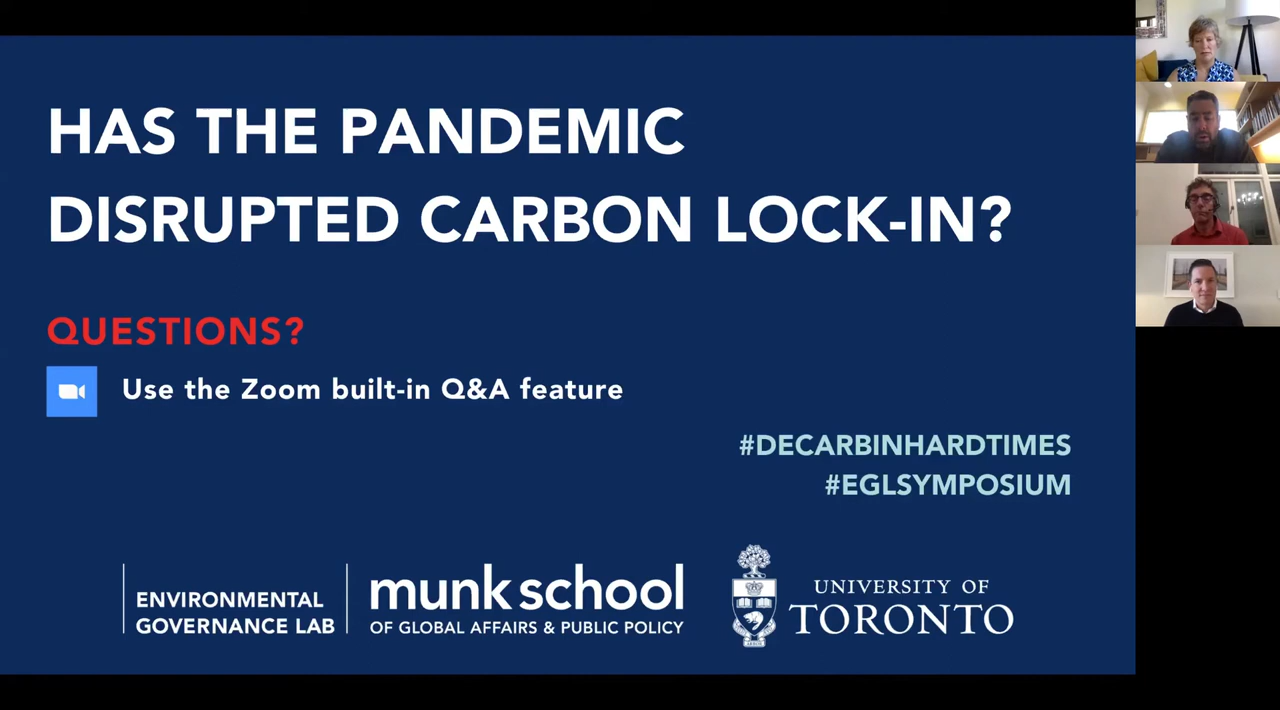 HAS THE PANDEMIC
DISRUPTED CARBON LOCK-IN?
QUESTIONS?
Use the Zoom built-in Q&A feature
#DECARBINHARDTIMES
#EGLSYMPOSIUM
ENVIRONMENTAL
GOVERNANCE LAB
munk school
OF GLOBAL AFFAIRS & PUBLIC POLICY
UNIVERSITY OF
TORONTO